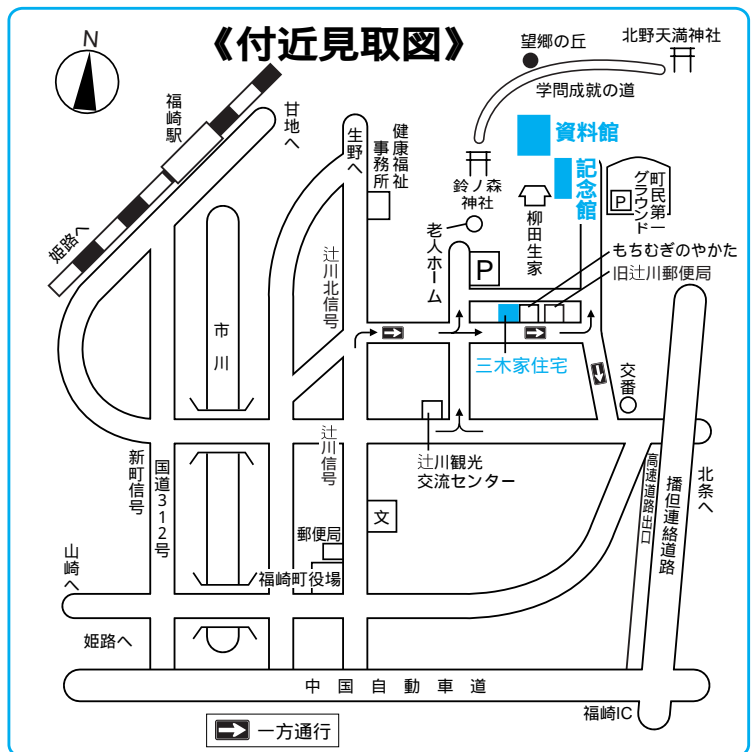 《付近見取図》
N
望郷の丘
北野天満神社
学問成就の道
福崎駅
甘地へ
生野へ
健康福祉
事務所
資料館
記念館
鈴ノ森
神社
柳田生家
P
町民第一
グラウンド
老人ホーム
P
もちむぎのやかた
旧辻川郵便局
姫路へ
辻川北信号
市川
三木家住宅
交番
辻川信号
辻川観光
交流センター
新町信号
国道312号
高速道路出口
播但連絡道路
北条へ
文
郵便局
福崎町役場
山崎へ
姫路へ
中国自動車道
福崎IC
一方通行